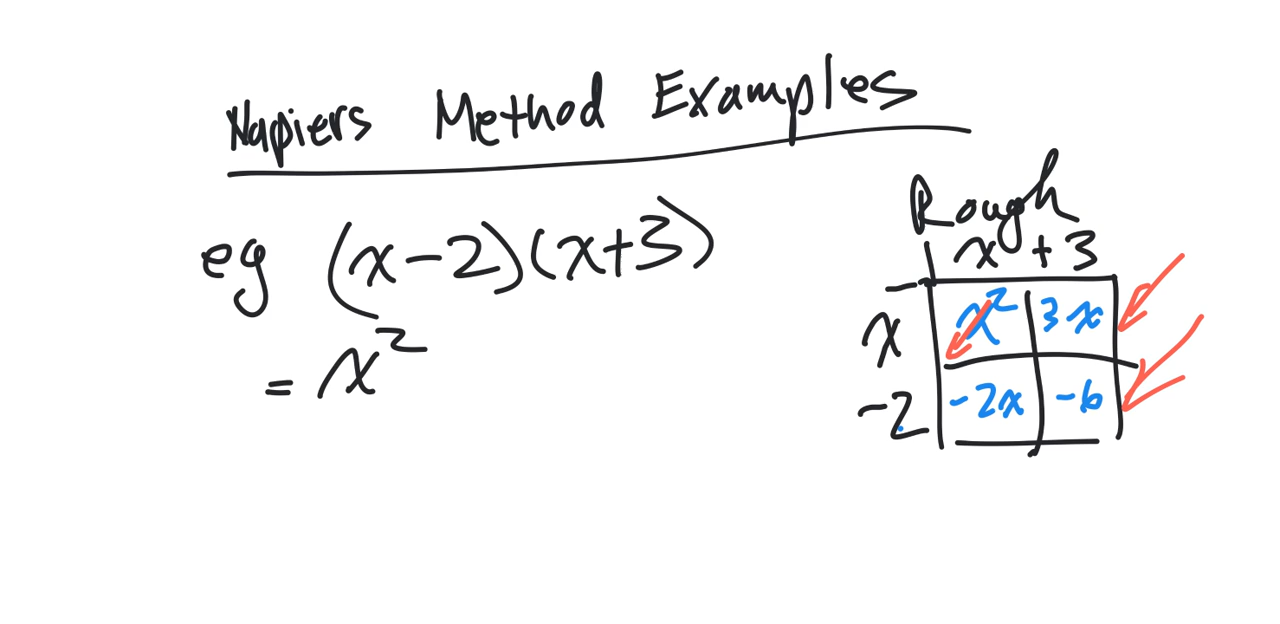 Napiers Method Examples
eg (x-2)(x+3)
= x²
Rough
x + 3
x x² 3x
-2 -2x -6